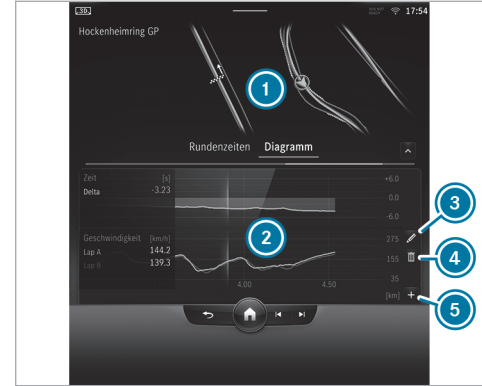 3D
17:54
Hockenheimring GP
1
Rundenzeiten Diagramm
Zeit [s]
Delta -3.23
+6.0
0.0
-6.0
Geschwindigkeit [km/h]
Lap A 144.2
Lap B 139.3
275
155
35
4.00 4.50 [km]
2
3
4
5